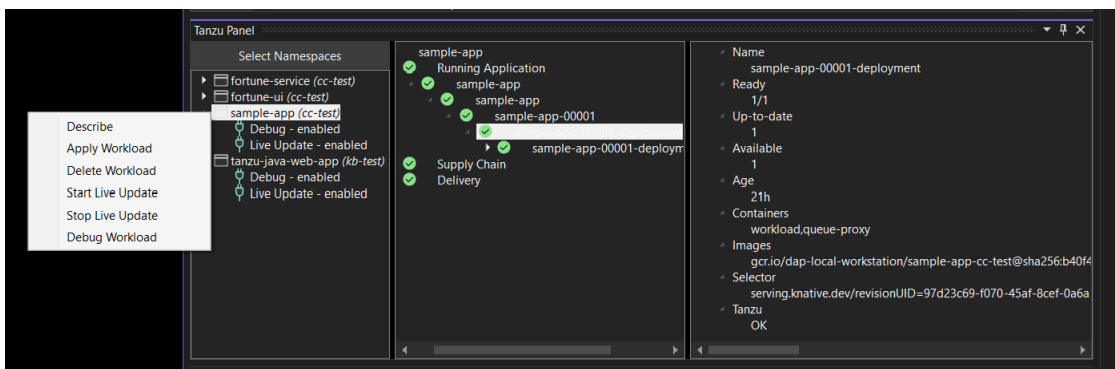 Tanzu Panel
Select Namespaces
fortune-service (cc-test)
fortune-ui (cc-test)
sample-app (cc-test)
Debug - enabled
Live Update - enabled
tanzu-java-web-app (kb-test)
Debug - enabled
Live Update - enabled
Describe
Apply Workload
Delete Workload
Start Live Update
Stop Live Update
Debug Workload
sample-app
Running Application
sample-app
sample-app
sample-app-00001
sample-app-00001-deployment
sample-app-00001-deploym
Supply Chain
Delivery
Name
sample-app-00001-deployment
Ready
1/1
Up-to-date
1
Available
1
Age
21h
Containers
workload,queue-proxy
Images
gcr.io/dap-local-workstation/sample-app-cc-test@sha256:b40f4
Selector
serving.knative.dev/revisionUID=97d23c69-f070-45af-8cef-0a6a
Tanzu
OK